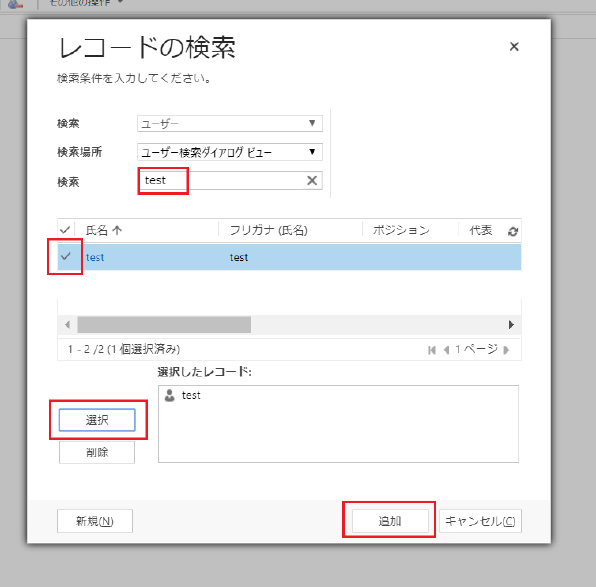 その他の操作
レコードの検索
検索条件を入力してください。
検索 ユーザー
検索場所 ユーザー検索ダイアログ ビュー
検索 test
氏名 フリガナ (氏名) ポジション 代表
test test
1 - 2 /2 (1 個選択済み) 1 ページ
選択したレコード:
test
選択
削除
新規(N) 追加 キャンセル(C)